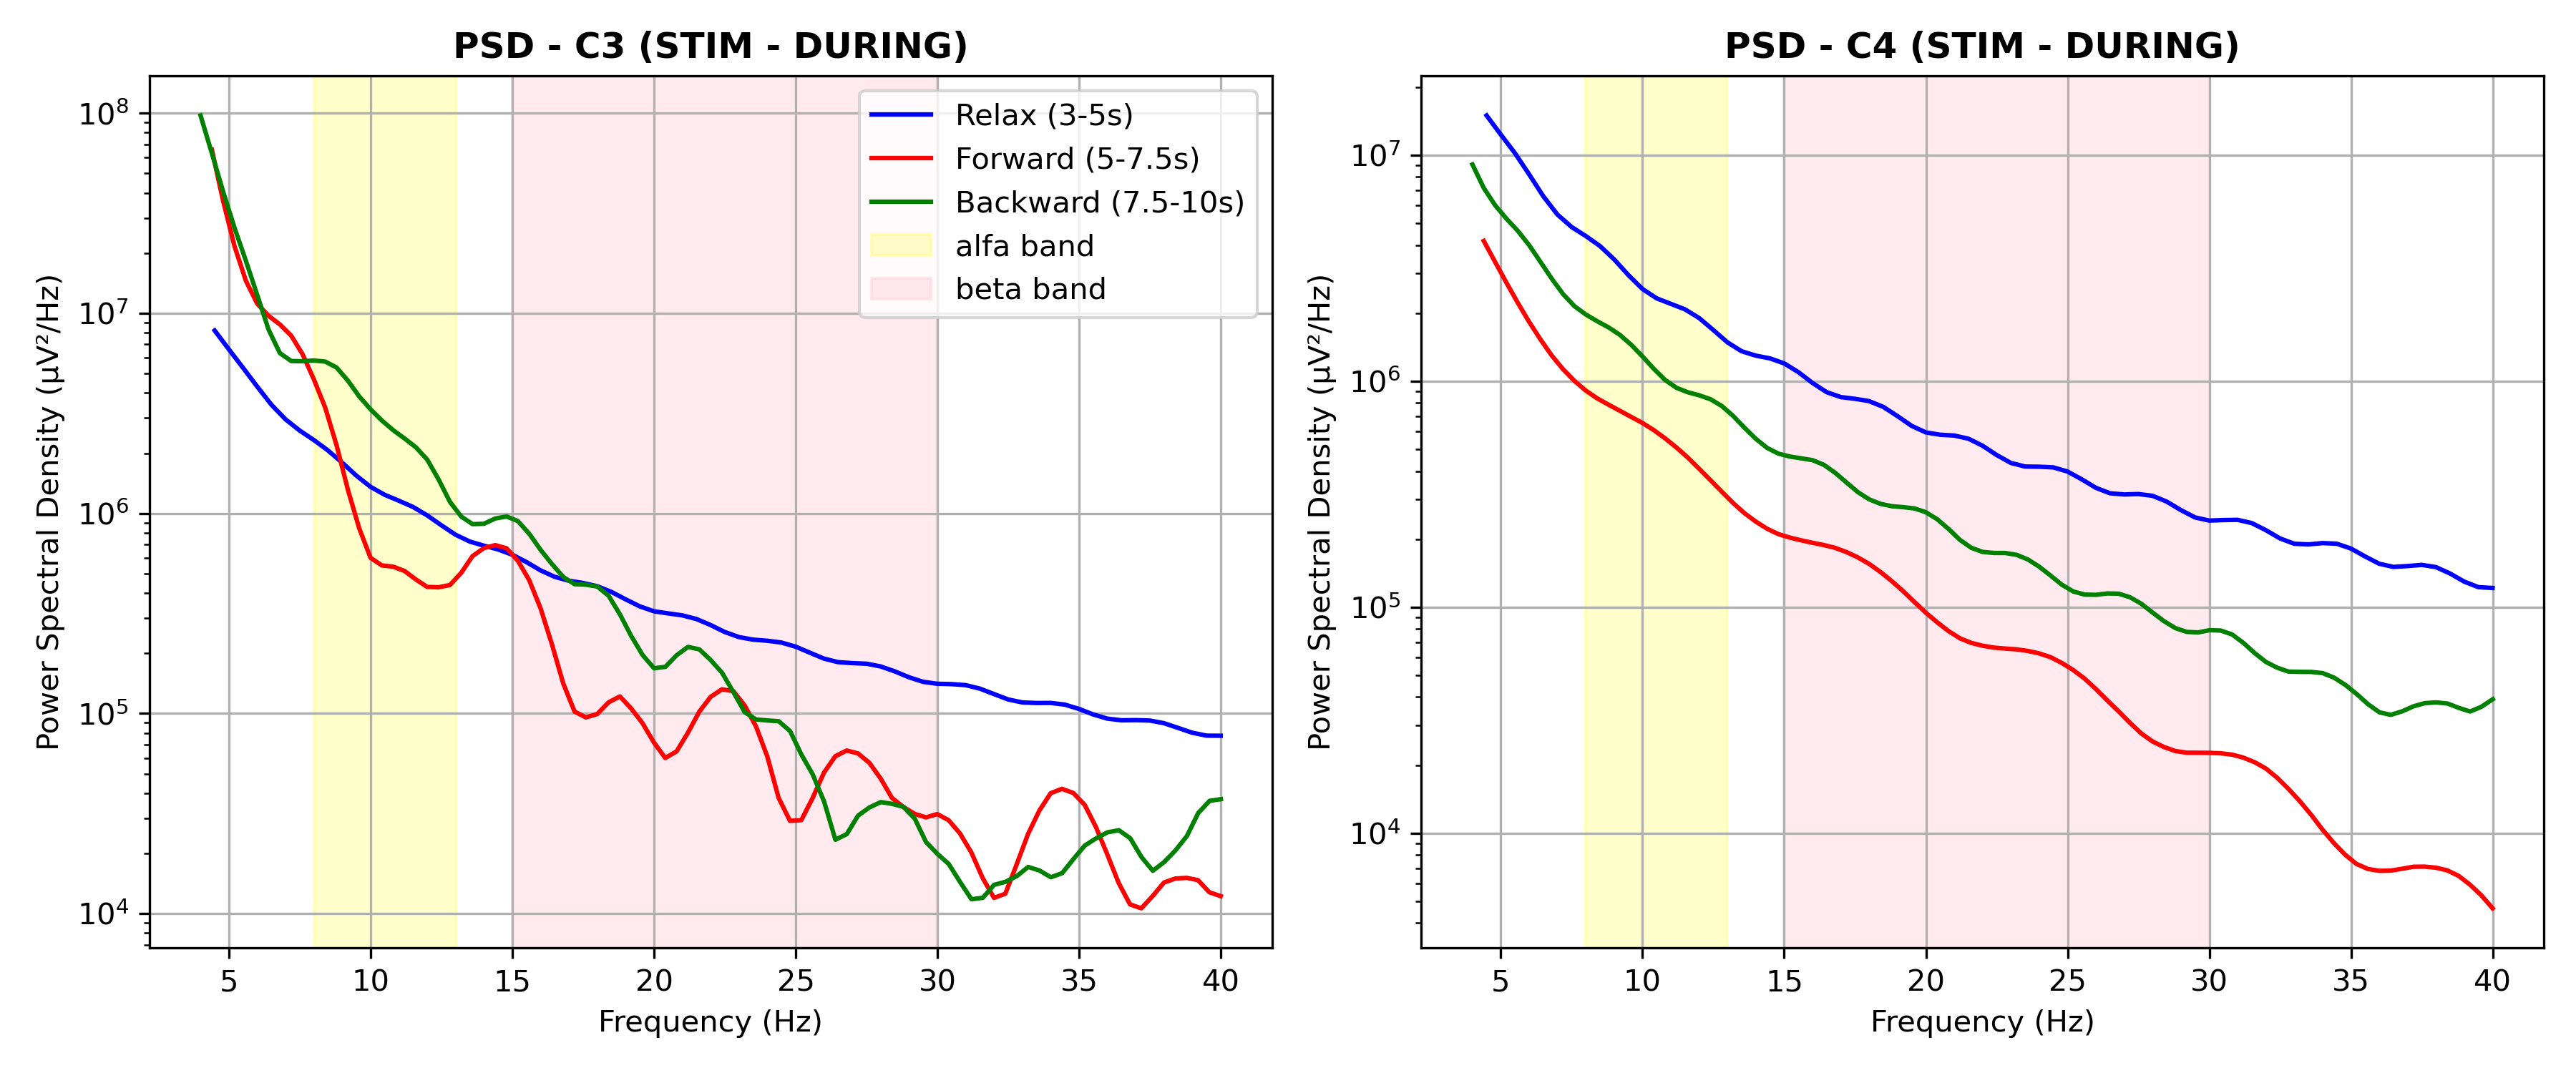 PSD - C3 (STIM - DURING)
Power Spectral Density (µV²/Hz)
10⁸
10⁷
10⁶
10⁵
10⁴
Relax (3-5s)
Forward (5-7.5s)
Backward (7.5-10s)
alfa band
beta band
5 10 15 20 25 30 35 40
Frequency (Hz)
PSD - C4 (STIM - DURING)
Power Spectral Density (µV²/Hz)
10⁷
10⁶
10⁵
10⁴
5 10 15 20 25 30 35 40
Frequency (Hz)